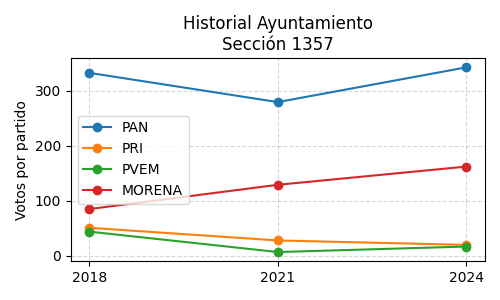 Historial Ayuntamiento
Sección 1357
Votos por partido
300
200
100
0
PAN
PRI
PVEM
MORENA
2018
2021
2024